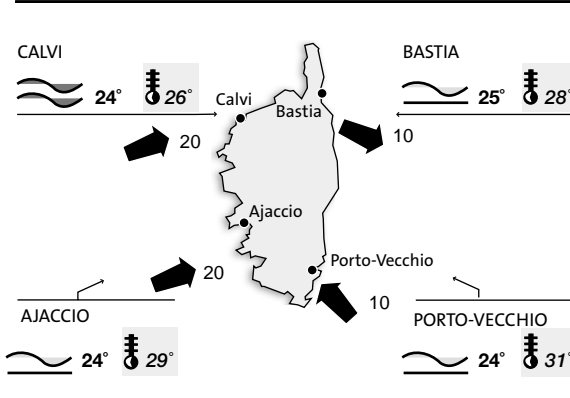 CALVI
24° 26°
BASTIA
25° 28°
Calvi
Bastia
20
10
Ajaccio
Porto-Vecchio
20
10
AJACCIO
24° 29°
PORTO-VECCHIO
24° 31°